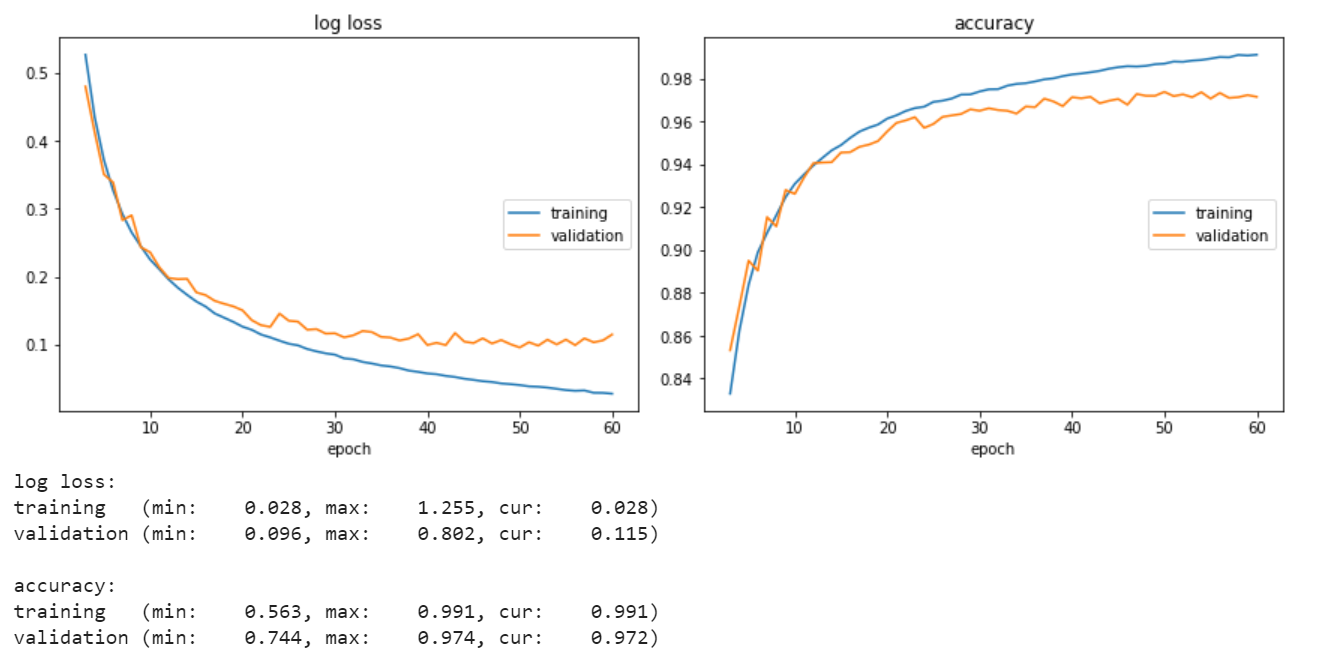 log loss
accuracy
0.5
0.4
0.3
0.2
0.1
training
validation
10 20 30 40 50 60
epoch
0.98
0.96
0.94
0.92
0.90
0.88
0.86
0.84
training
validation
10 20 30 40 50 60
epoch
log loss:
training   (min:    0.028, max:    1.255, cur:    0.028)
validation (min:    0.096, max:    0.802, cur:    0.115)
accuracy:
training   (min:    0.563, max:    0.991, cur:    0.991)
validation (min:    0.744, max:    0.974, cur:    0.972)